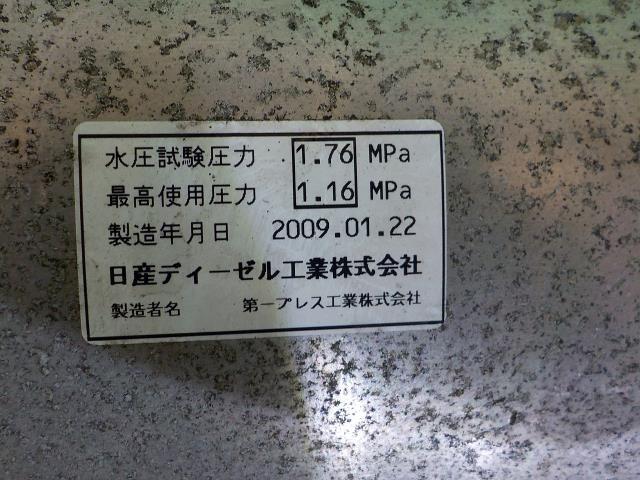 水圧試験圧力 1.76 MPa
最高使用圧力 1.16 MPa
製造年月日 2009.01.22
日産ディーゼル工業株式会社
製造者名 第一プレス工業株式会社